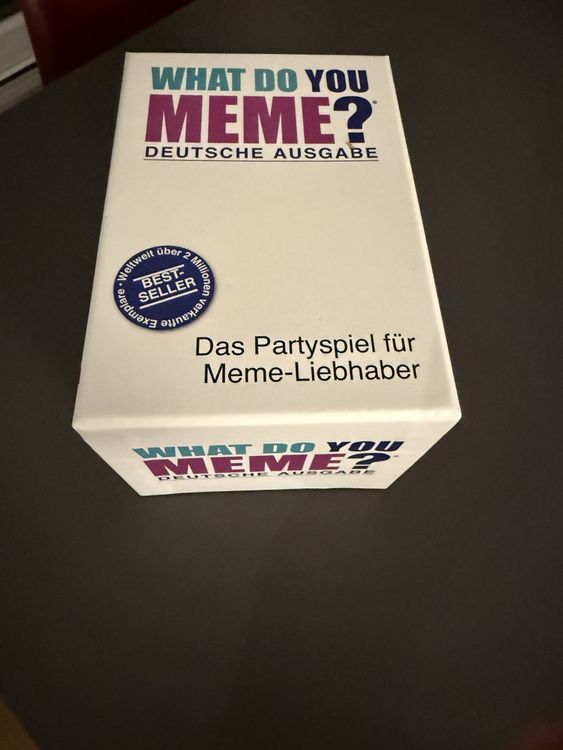 WHAT DO YOU
MEME?®
DEUTSCHE AUSGABE
Weltweit über 2 Millionen verkaufte Exemplare •
BEST-
SELLER
Das Partyspiel für
Meme-Liebhaber
WHAT DO YOU
MEME?®
DEUTSCHE AUSGABE